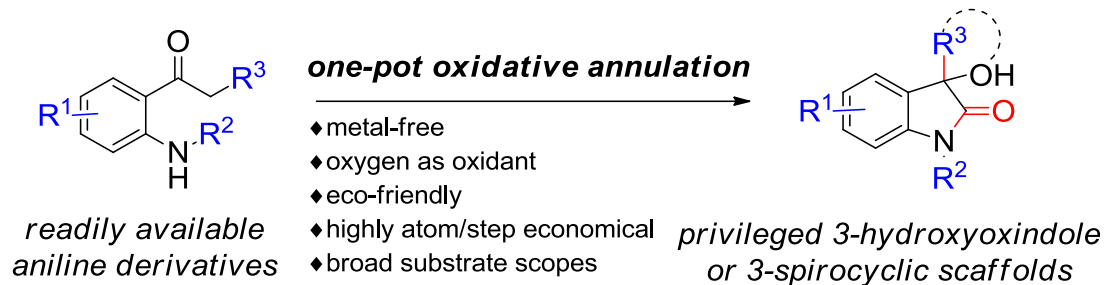 O
R³
R¹
R²
N
H
readily available
aniline derivatives
one-pot oxidative annulation
♦metal-free
♦oxygen as oxidant
♦eco-friendly
♦highly atom/step economical
♦broad substrate scopes
R³
OH
R¹
O
N
R²
privileged 3-hydroxyoxindole
or 3-spirocyclic scaffolds